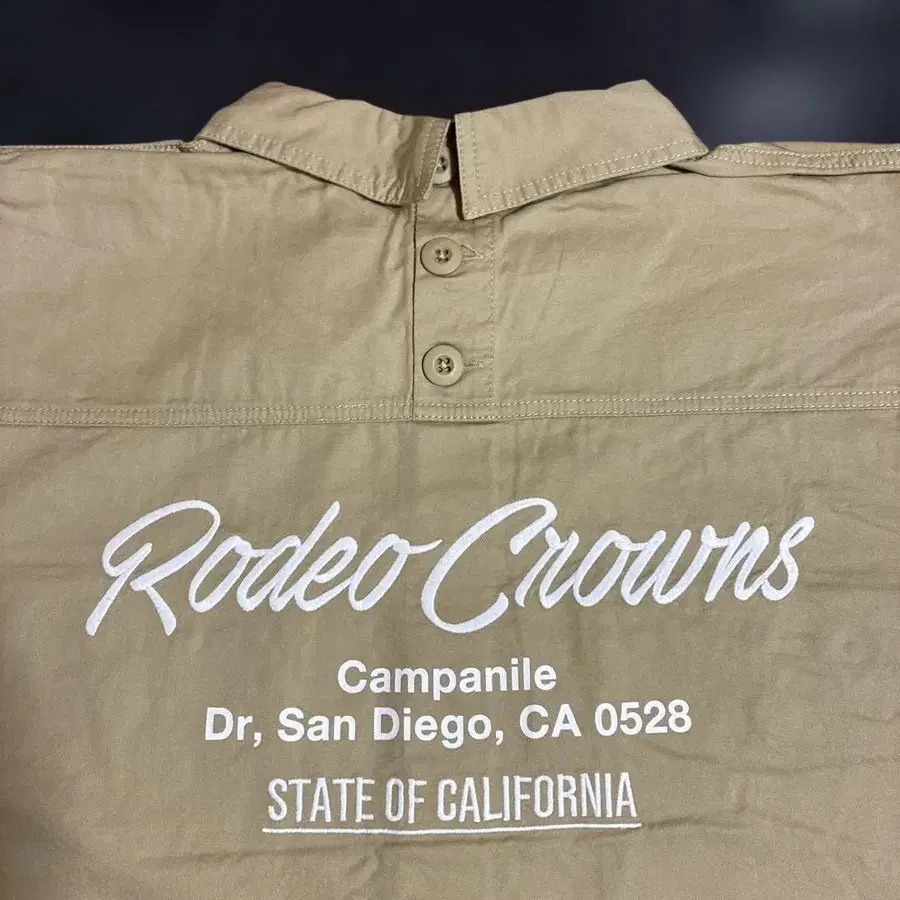 Rodeo Crowns
Campanile
Dr, San Diego, CA 0528
STATE OF CALIFORNIA